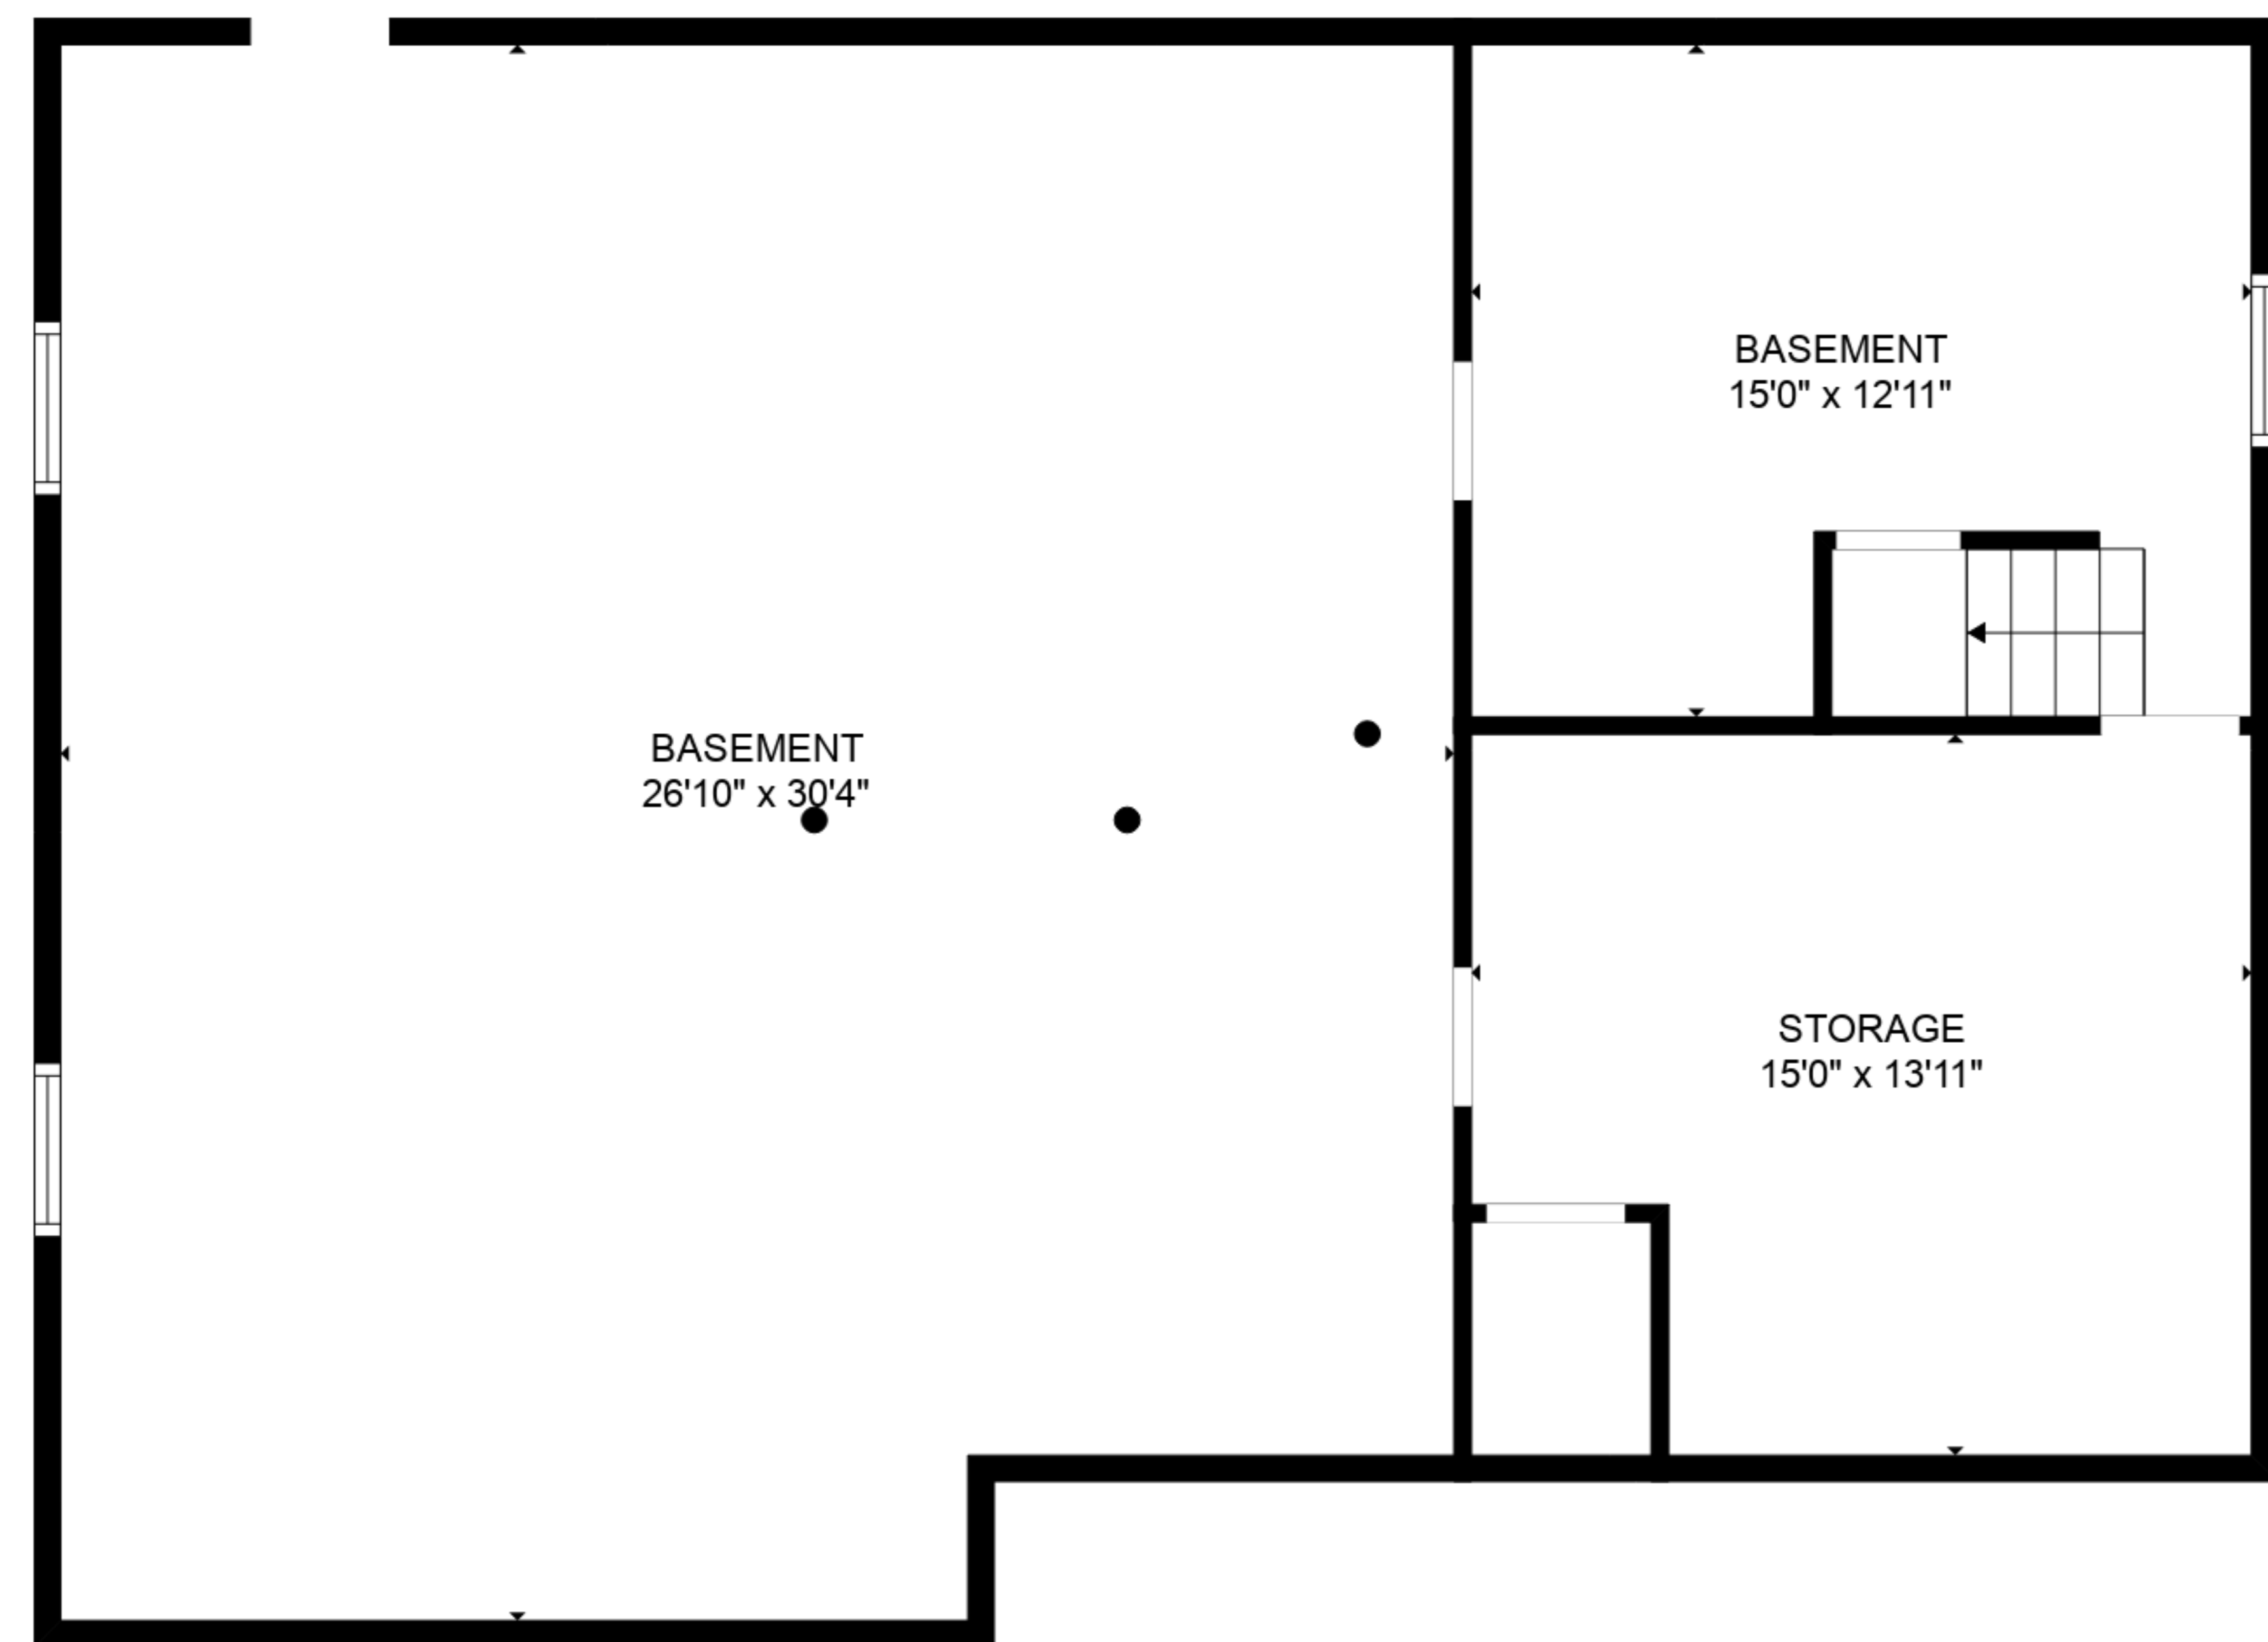 BASEMENT
15'0" x 12'11"
BASEMENT
26'10" x 30'4"
STORAGE
15'0" x 13'11"